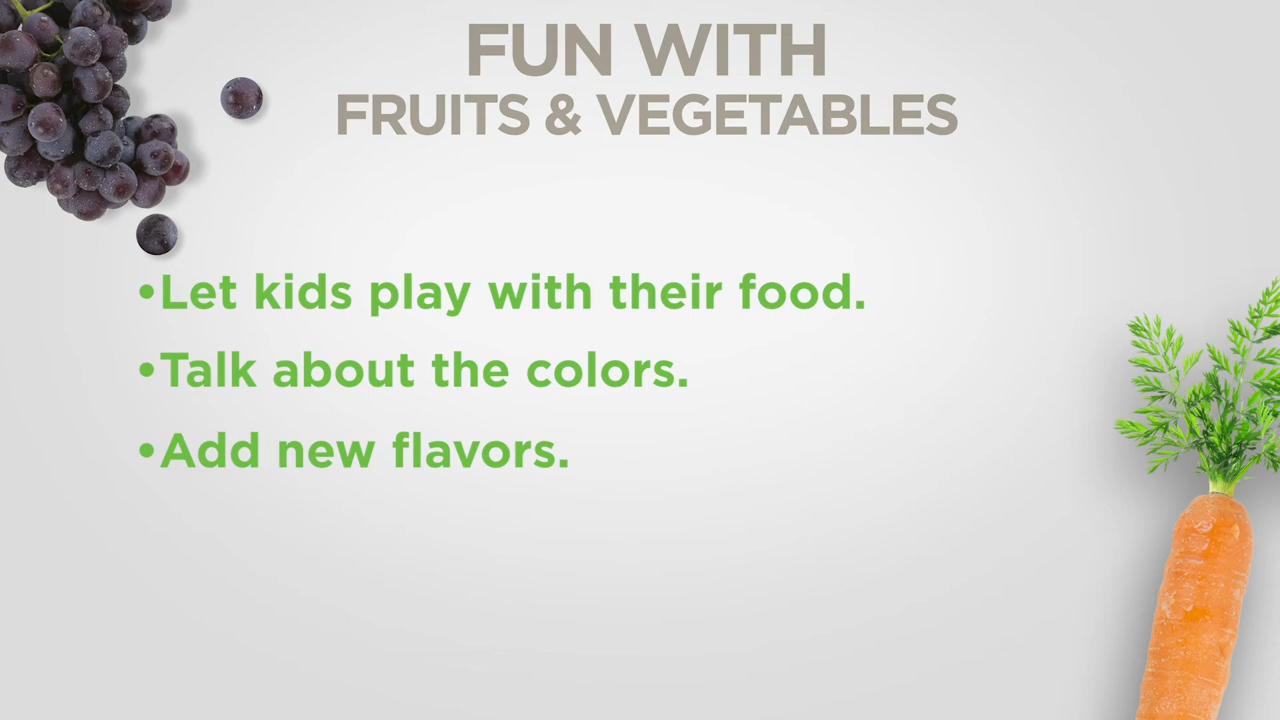 FUN WITH
FRUITS & VEGETABLES
•Let kids play with their food.
•Talk about the colors.
•Add new flavors.